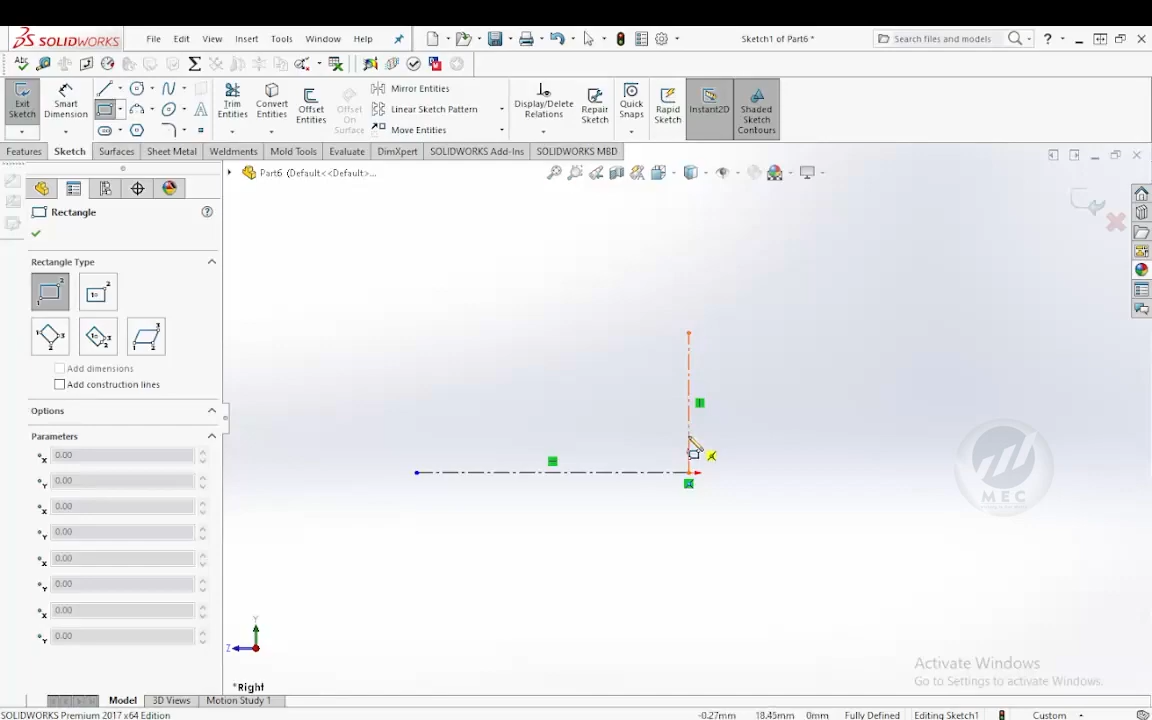 SOLIDWORKS File Edit View Insert Tools Window Help Sketch1 of Part6 * Search files and models ?
Exit Sketch Smart Dimension Trim Entities Convert Entities Offset Entities Offset On Surface Mirror Entities Linear Sketch Pattern Move Entities Display/Delete Relations Repair Sketch Quick Snaps Rapid Sketch Instant2D Shaded Sketch Contours
Features Sketch Surfaces Sheet Metal Weldments Mold Tools Evaluate DimXpert SOLIDWORKS Add-Ins SOLIDWORKS MBD
Part6 (Default<<Default>...
Rectangle
Rectangle Type
Add dimensions
Add construction lines
Options
Parameters
x 0.00
Y 0.00
x 0.00
Y 0.00
x 0.00
Y 0.00
x 0.00
Y 0.00
MEC
Y
Z
*Right
Activate Windows
Go to Settings to activate Windows.
Model 3D Views Motion Study 1
SOLIDWORKS Premium 2017 x64 Edition -0.27mm 18.45mm 0mm Fully Defined Editing Sketch1 Custom